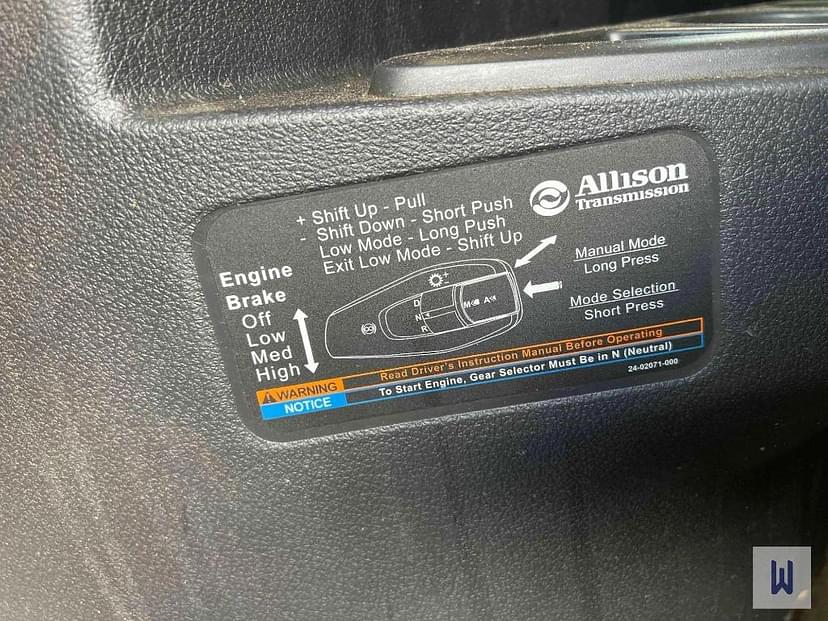 Allison
Transmission
+ Shift Up - Pull
- Shift Down - Short Push
Low Mode - Long Push
Exit Low Mode - Shift Up
Manual Mode
Long Press
Mode Selection
Short Press
Engine
Brake
Off
Low
Med
High
D
N
R
M
A
WARNING Read Driver's Instruction Manual Before Operating
NOTICE To Start Engine, Gear Selector Must Be in N (Neutral)
24-02071-000
W